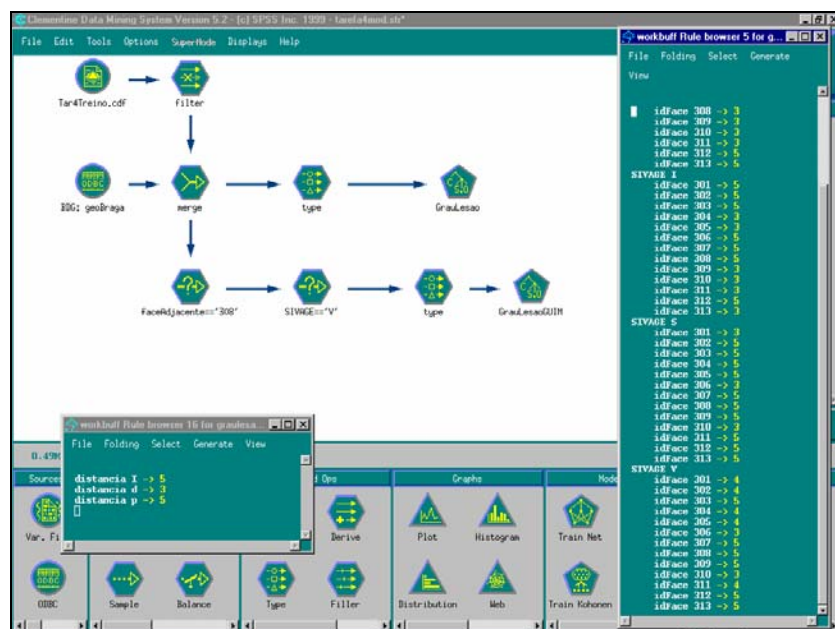 Clementine Data Mining System Version 5.2 - (c) SPSS Inc. 1999 - tarefa4mod.str*
File Edit Tools Options SuperNode Displays Help
Tar4Treino.cdf
filter
BDG: geoBraga
merge
type
GrauLesao
FaceAdjacente=='308'
SIVAGE=='V'
type
GrauLesaoGUIM
workbuff Rule browser 16 for graulesa...
File Folding Select Generate View
distancia I -> 5
distancia d -> 3
distancia p -> 5
Sources
Ops
Graphs
Var. Fi
Derive
Plot
Histogram
Train Net
ODBC
Sample
Balance
Type
Filler
Distribution
Web
Train Kohonen
workbuff Rule browser 5 for g...
File Folding Select Generate
View
idFace 308 -> 3
idFace 309 -> 3
idFace 310 -> 3
idFace 311 -> 3
idFace 312 -> 5
idFace 313 -> 5
SIVAGE I
idFace 301 -> 5
idFace 302 -> 5
idFace 303 -> 5
idFace 304 -> 3
idFace 305 -> 3
idFace 306 -> 5
idFace 307 -> 5
idFace 308 -> 5
idFace 309 -> 3
idFace 310 -> 3
idFace 311 -> 3
idFace 312 -> 5
idFace 313 -> 3
SIVAGE S
idFace 301 -> 3
idFace 302 -> 5
idFace 303 -> 5
idFace 304 -> 5
idFace 305 -> 5
idFace 306 -> 3
idFace 307 -> 5
idFace 308 -> 5
idFace 309 -> 5
idFace 310 -> 3
idFace 311 -> 5
idFace 312 -> 5
idFace 313 -> 5
SIVAGE V
idFace 301 -> 4
idFace 302 -> 4
idFace 303 -> 5
idFace 304 -> 4
idFace 305 -> 4
idFace 306 -> 3
idFace 307 -> 5
idFace 308 -> 5
idFace 309 -> 5
idFace 310 -> 3
idFace 311 -> 4
idFace 312 -> 5
idFace 313 -> 5